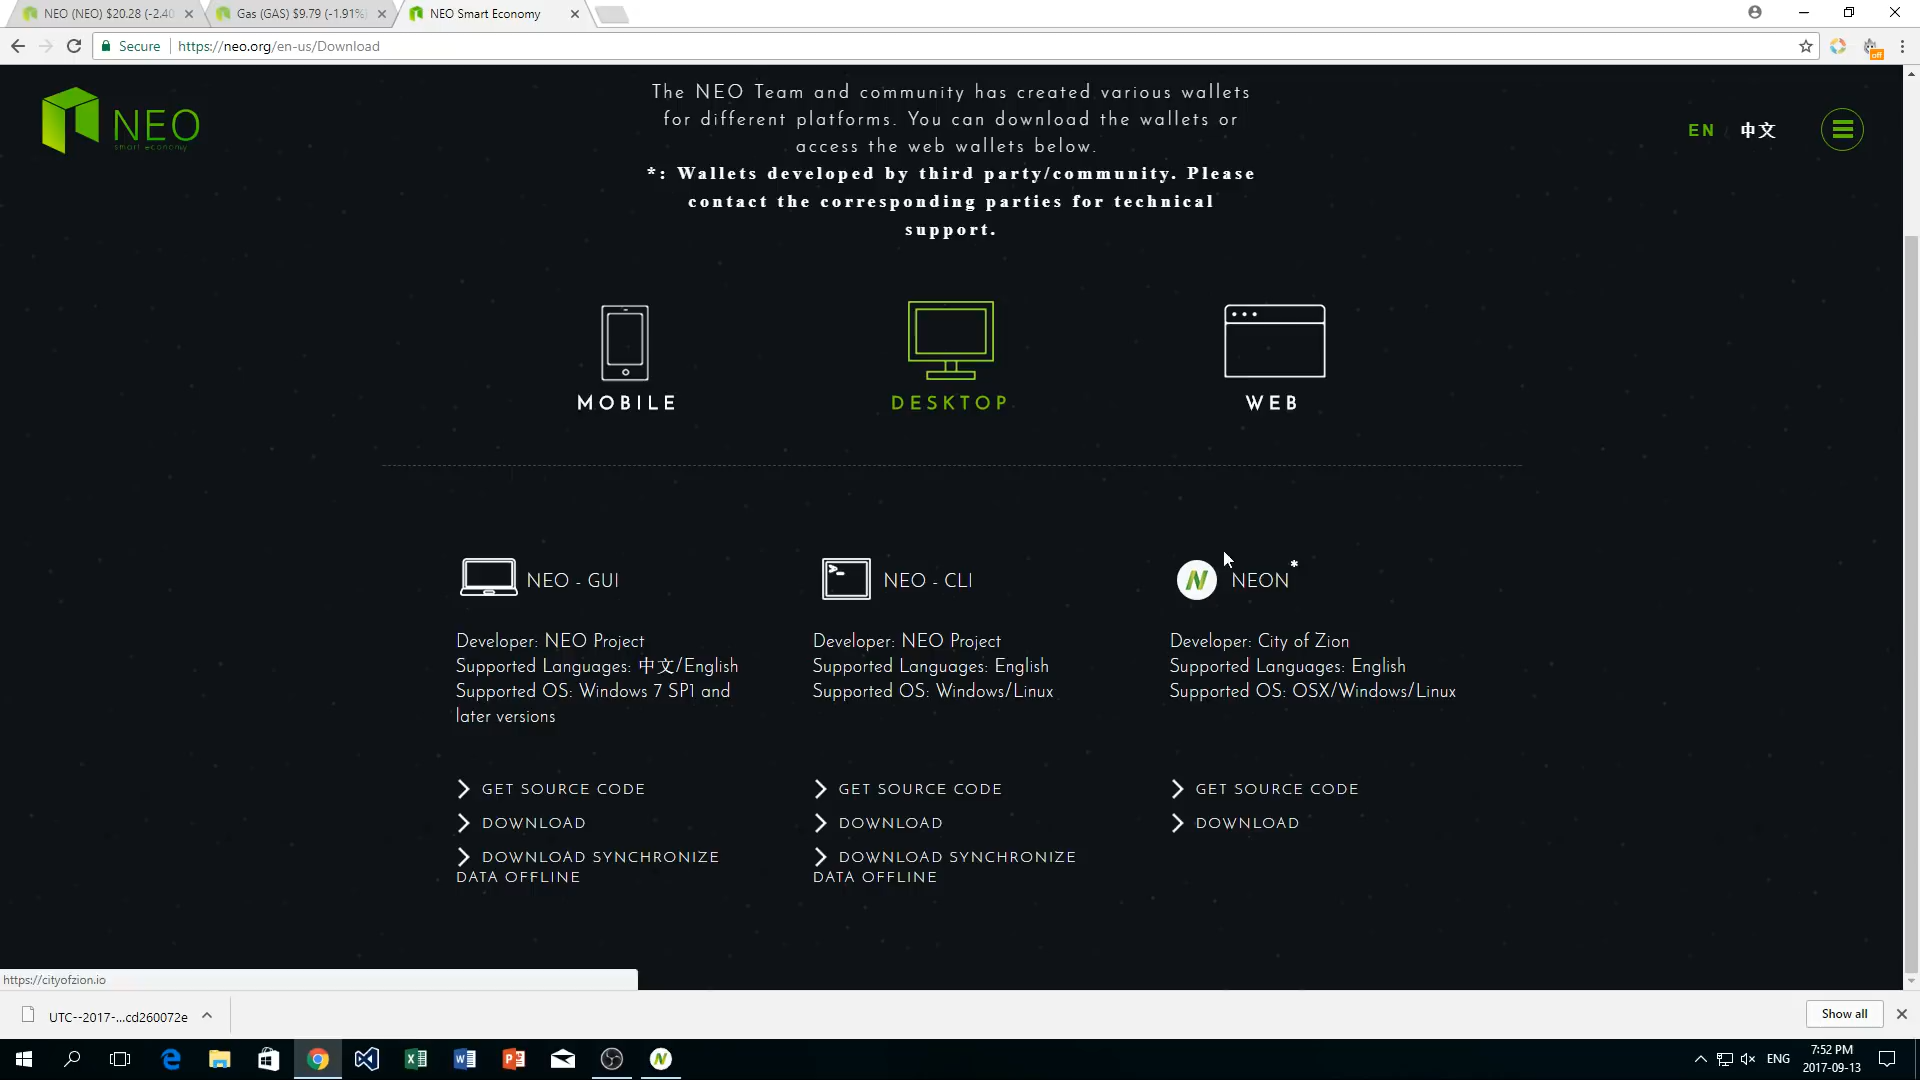 NEO (NEO) $20.28 (-2.40
Gas (GAS) $9.79 (-1.91%)
NEO Smart Economy
Secure
https://neo.org/en-us/Download
NEO
smart economy
EN
中文
The NEO Team and community has created various wallets
for different platforms. You can download the wallets or
access the web wallets below.
*: Wallets developed by third party/community. Please
contact the corresponding parties for technical
support.
MOBILE
DESKTOP
WEB
NEO - GUI
Developer: NEO Project
Supported Languages: 中文/English
Supported OS: Windows 7 SP1 and
later versions
GET SOURCE CODE
DOWNLOAD
DOWNLOAD SYNCHRONIZE
DATA OFFLINE
NEO - CLI
Developer: NEO Project
Supported Languages: English
Supported OS: Windows/Linux
GET SOURCE CODE
DOWNLOAD
DOWNLOAD SYNCHRONIZE
DATA OFFLINE
NEON*
Developer: City of Zion
Supported Languages: English
Supported OS: OSX/Windows/Linux
GET SOURCE CODE
DOWNLOAD
https://cityofzion.io
UTC--2017-...cd260072e
Show all
ENG
7:52 PM
2017-09-13